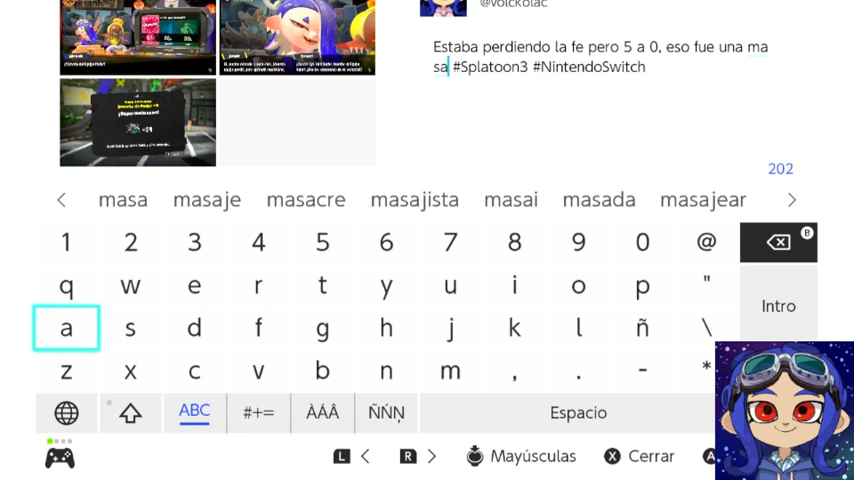 @volckolac
Estaba perdiendo la fe pero 5 a 0, eso fue una ma
sa #Splatoon3 #NintendoSwitch
202
masa masaje masacre masajista masai masada masajear
1 2 3 4 5 6 7 8 9 0 @
B
q w e r t y u i o p "
Intro
a s d f g h j k l ñ \
z x c v b n m , . - *
ABC #+= ÀÁÂ ÑŃŅ Espacio
L R Mayúsculas X Cerrar A